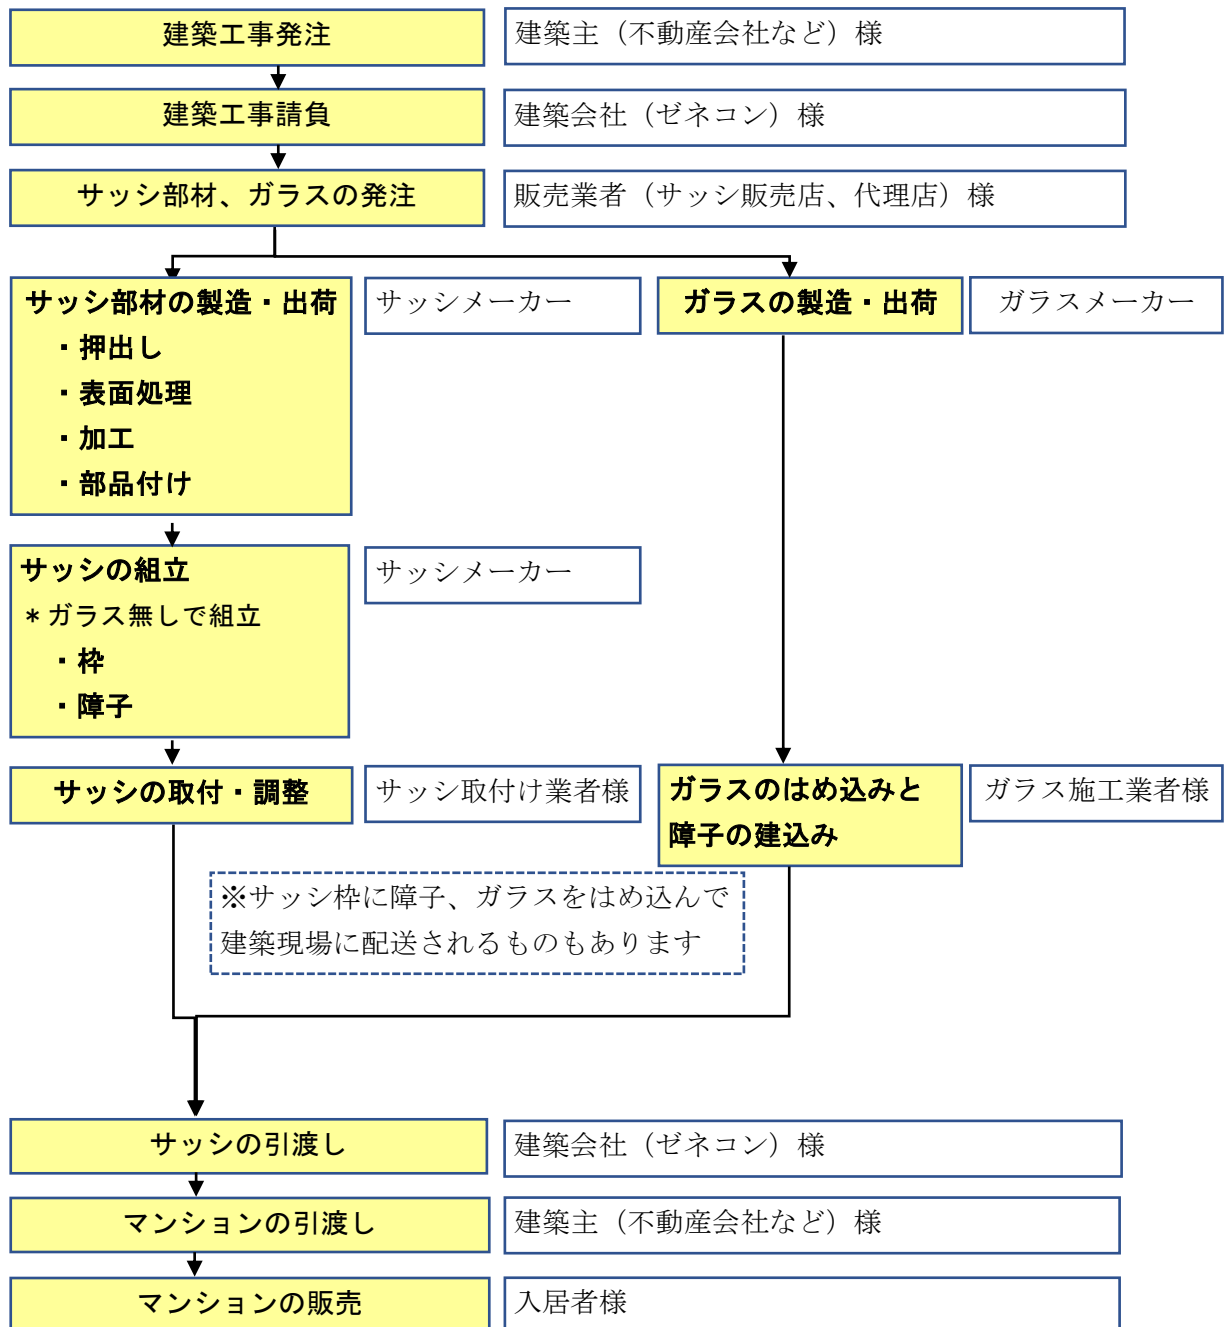 建築工事発注
建築主（不動産会社など）様
建築工事請負
建築会社（ゼネコン）様
サッシ部材、ガラスの発注
販売業者（サッシ販売店、代理店）様
サッシ部材の製造・出荷
・押出し
・表面処理
・加工
・部品付け
サッシメーカー
ガラスの製造・出荷
ガラスメーカー
サッシの組立
＊ガラス無しで組立
・枠
・障子
サッシメーカー
サッシの取付・調整
サッシ取付け業者様
ガラスのはめ込みと
障子の建込み
ガラス施工業者様
※サッシ枠に障子、ガラスをはめ込んで
建築現場に配送されるものもあります
サッシの引渡し
建築会社（ゼネコン）様
マンションの引渡し
建築主（不動産会社など）様
マンションの販売
入居者様